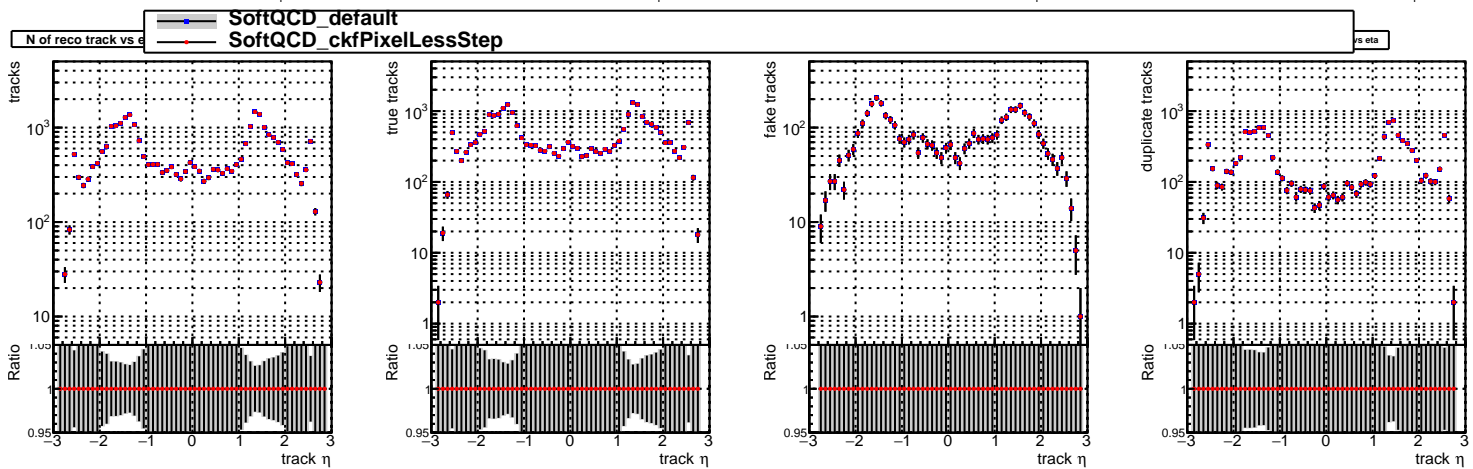 SoftQCD_default
SoftQCD_ckfPixelLessStep
N of reco track vs e
vs eta
tracks
10³
10²
10
Ratio
1.05
1
0.95
−3 −2 −1 0 1 2 3
track η
true tracks
10³
10²
10
1
Ratio
1.05
1
0.95
−3 −2 −1 0 1 2 3
track η
fake tracks
10²
10
1
Ratio
1.05
1
0.95
−3 −2 −1 0 1 2 3
track η
duplicate tracks
10³
10²
10
1
Ratio
1.05
1
0.95
−3 −2 −1 0 1 2 3
track η